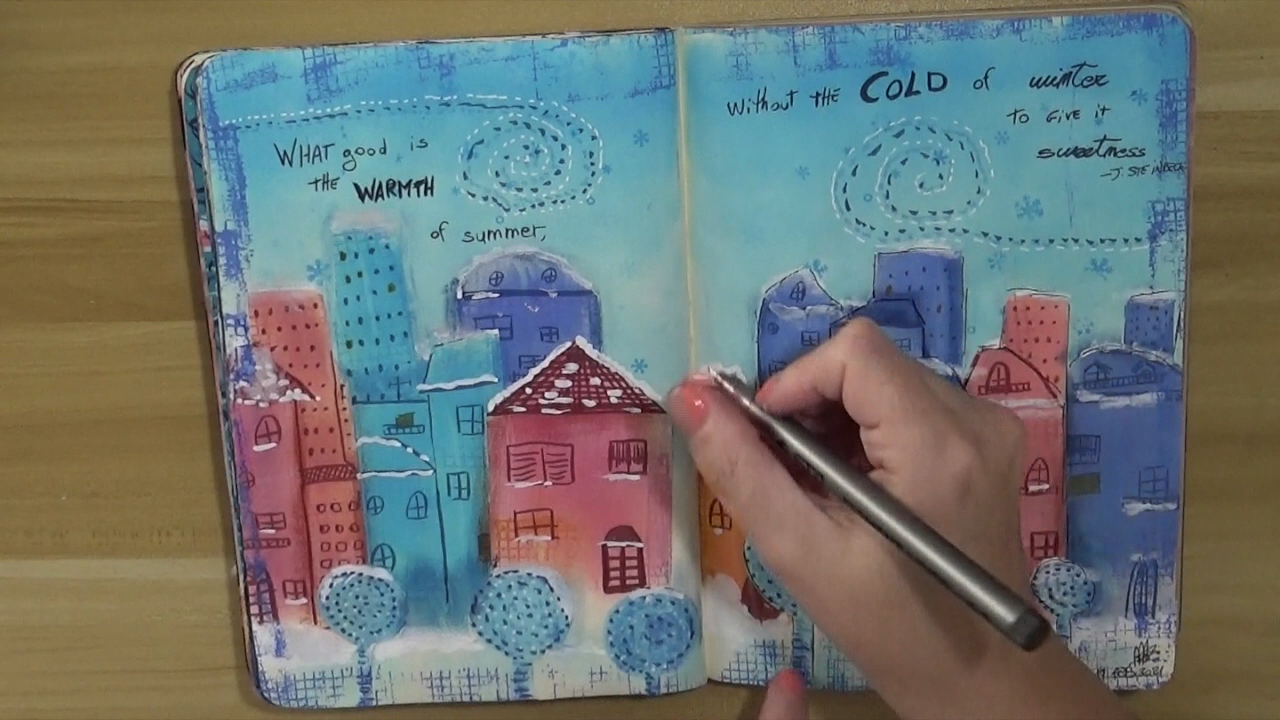 WHAT good is
THE WARMTH
of summer,
Without THE COLD of winter
TO GIVE iT
sweetness
-J. STEINBECK